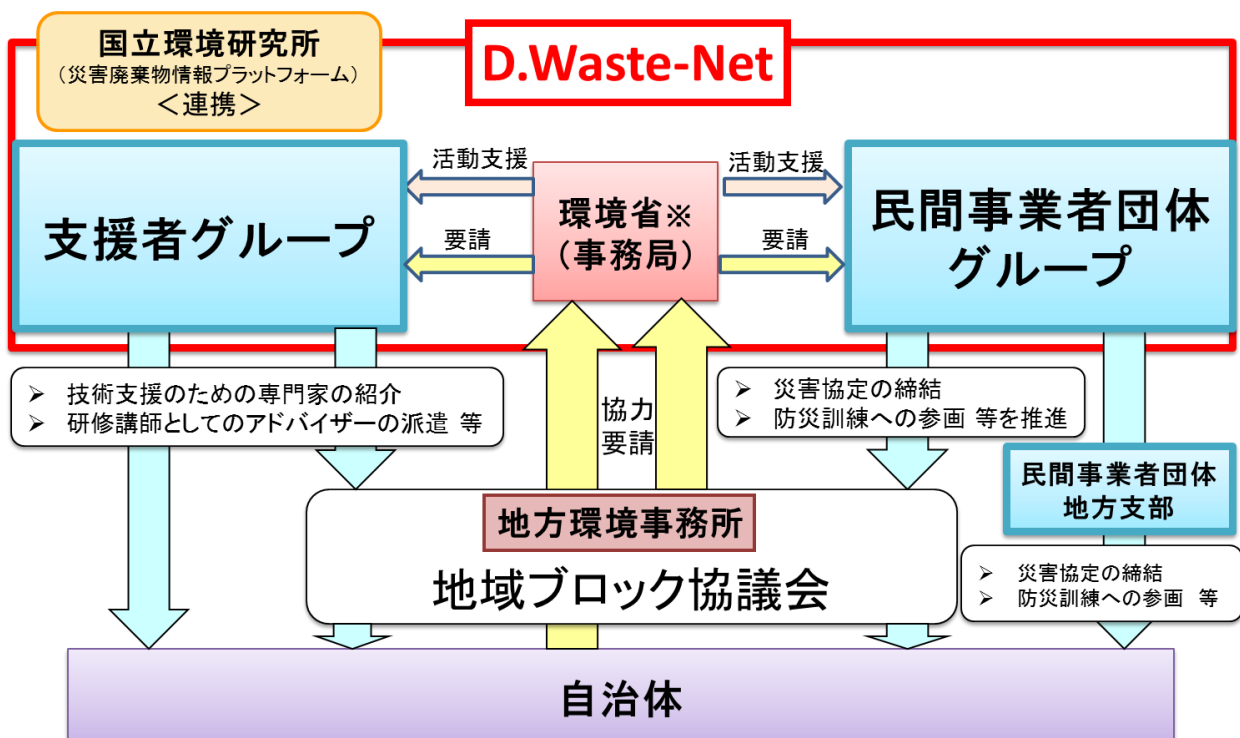 国立環境研究所
（災害廃棄物情報プラットフォーム）
＜連携＞
D.Waste-Net
支援者グループ
活動支援
要請
環境省※
（事務局）
活動支援
要請
民間事業者団体
グループ
➢ 技術支援のための専門家の紹介
➢ 研修講師としてのアドバイザーの派遣 等
協力
要請
➢ 災害協定の締結
➢ 防災訓練への参画 等を推進
民間事業者団体
地方支部
地方環境事務所
地域ブロック協議会
➢ 災害協定の締結
➢ 防災訓練への参画 等
自治体